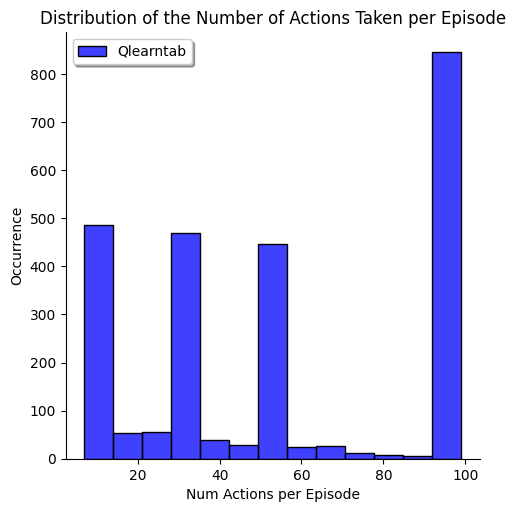 Distribution of the Number of Actions Taken per Episode
Qlearntab
800
700
600
500
400
300
200
100
0
Occurrence
20 40 60 80 100
Num Actions per Episode